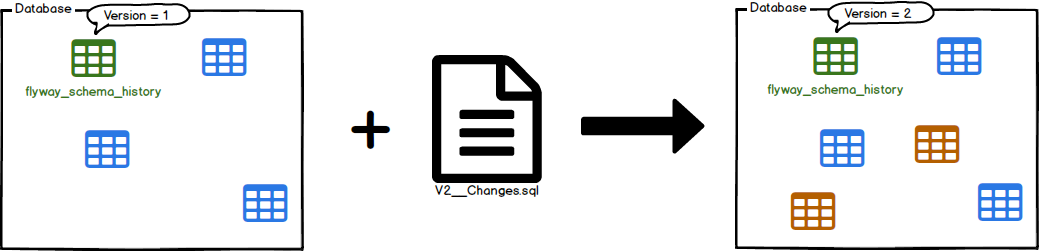 Database
Version = 1
flyway_schema_history
V2__Changes.sql
Database
Version = 2
flyway_schema_history